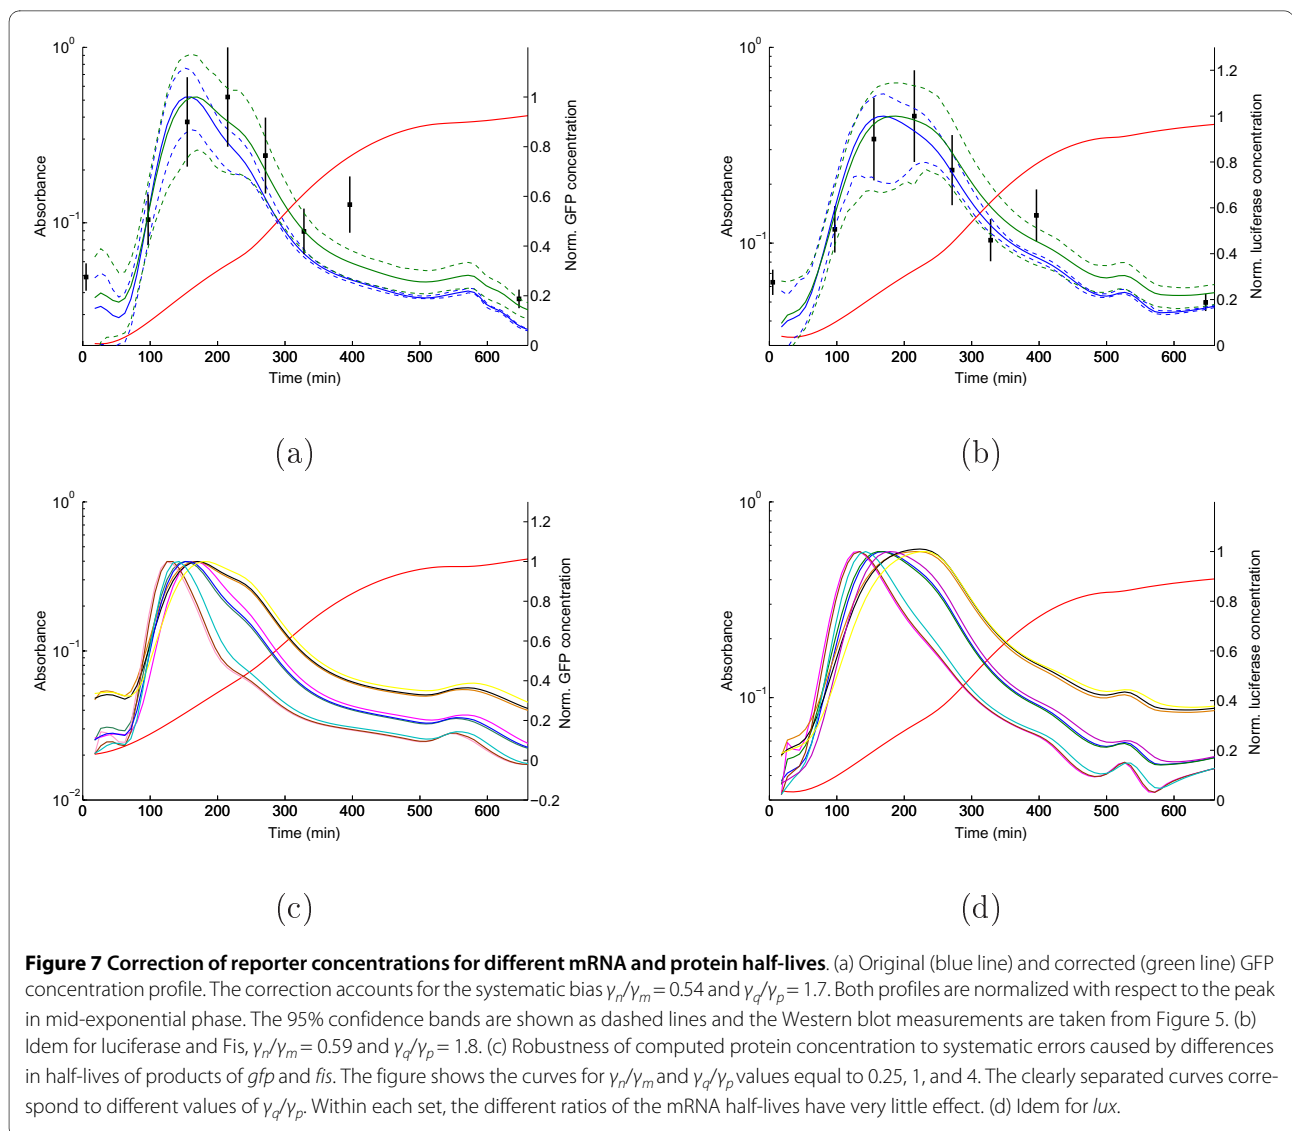 10^0
10^-1
Absorbance
1
0.8
0.6
0.4
0.2
0
Norm. GFP concentration
0 100 200 300 400 500 600
Time (min)
(a)
10^0
10^-1
Absorbance
1.2
1
0.8
0.6
0.4
0.2
0
Norm. luciferase concentration
0 100 200 300 400 500 600
Time (min)
(b)
10^0
10^-1
10^-2
Absorbance
1.2
1
0.8
0.6
0.4
0.2
0
−0.2
Norm. GFP concentration
0 100 200 300 400 500 600
Time (min)
(c)
10^0
10^-1
Absorbance
1
0.8
0.6
0.4
0.2
0
Norm. luciferase concentration
0 100 200 300 400 500 600
Time (min)
(d)
Figure 7 Correction of reporter concentrations for different mRNA and protein half-lives. (a) Original (blue line) and corrected (green line) GFP
concentration profile. The correction accounts for the systematic bias γn/γm = 0.54 and γq/γp = 1.7. Both profiles are normalized with respect to the peak
in mid-exponential phase. The 95% confidence bands are shown as dashed lines and the Western blot measurements are taken from Figure 5. (b)
Idem for luciferase and Fis, γn/γm = 0.59 and γq/γp = 1.8. (c) Robustness of computed protein concentration to systematic errors caused by differences
in half-lives of products of gfp and fis. The figure shows the curves for γn/γm and γq/γp values equal to 0.25, 1, and 4. The clearly separated curves corre-
spond to different values of γq/γp. Within each set, the different ratios of the mRNA half-lives have very little effect. (d) Idem for lux.